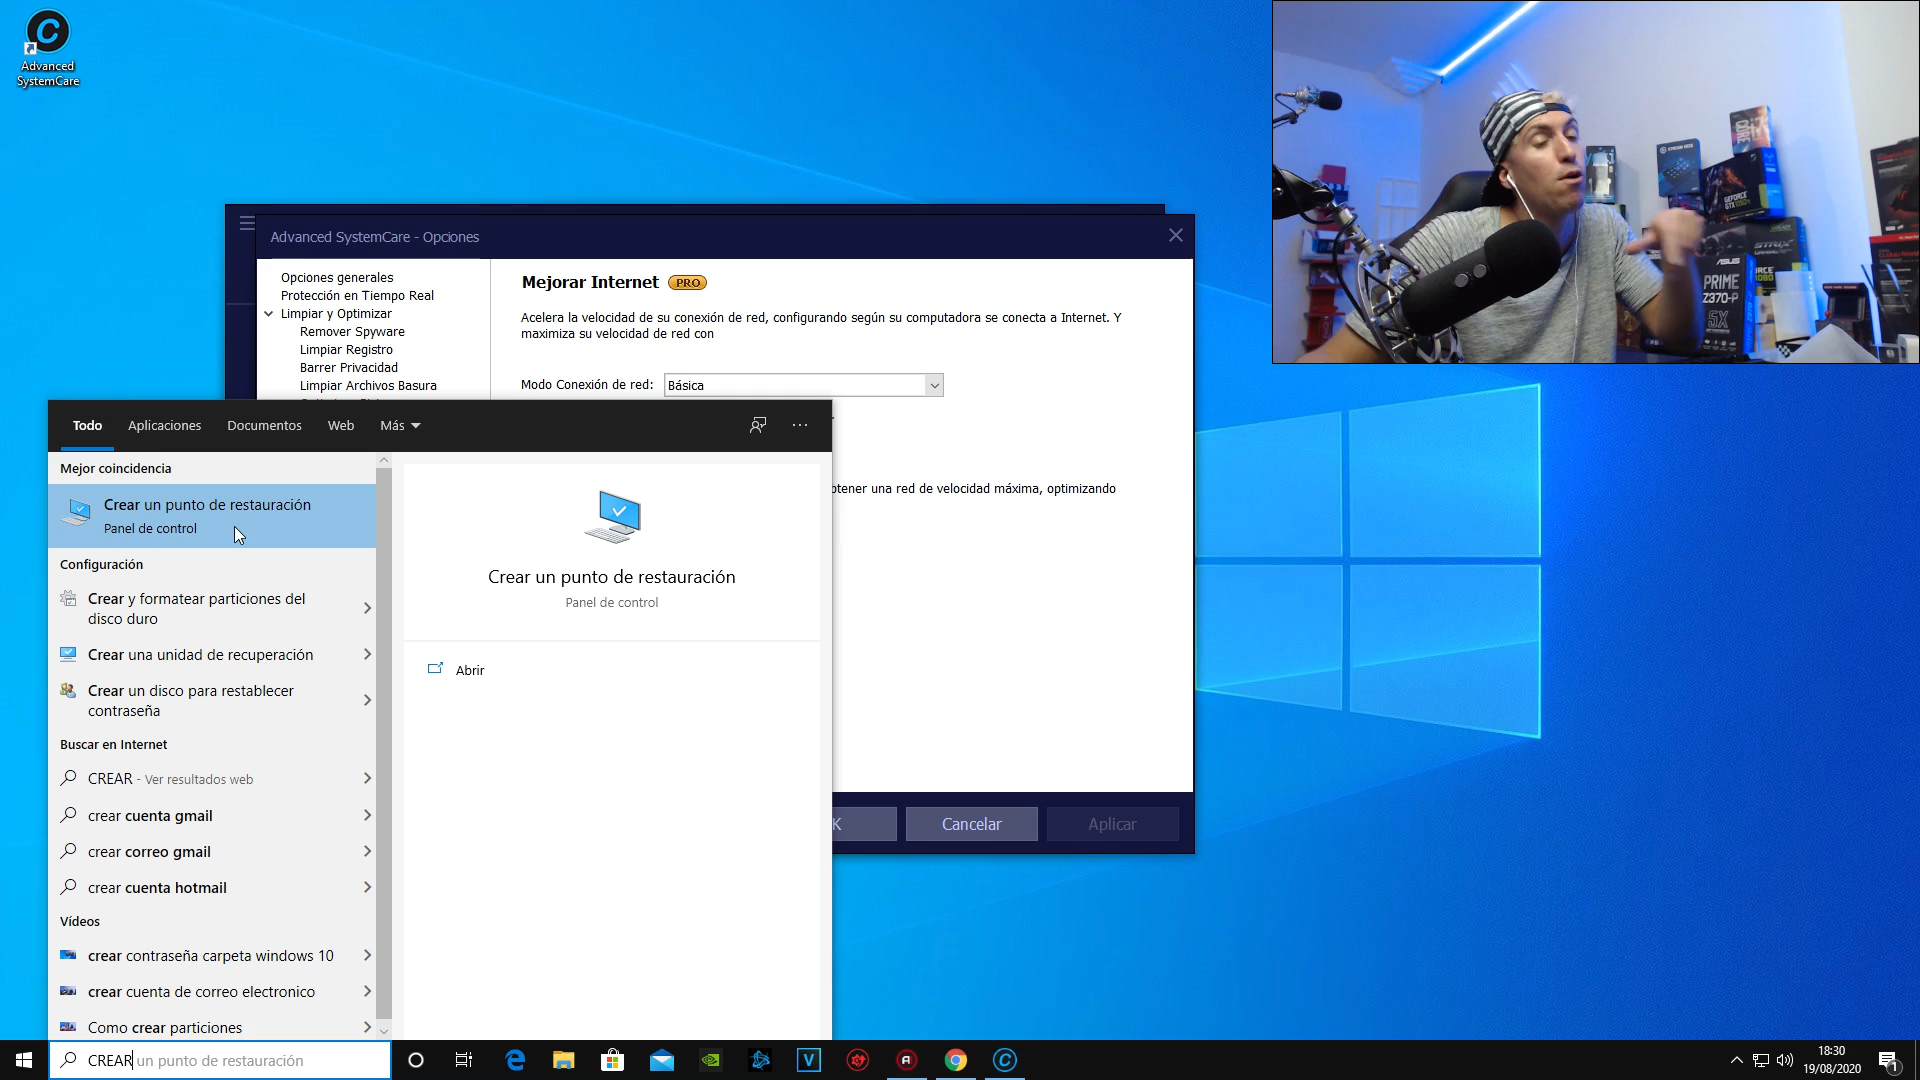 Advanced
SystemCare
Advanced SystemCare - Opciones
Opciones generales
Protección en Tiempo Real
Limpiar y Optimizar
Remover Spyware
Limpiar Registro
Barrer Privacidad
Limpiar Archivos Basura
Mejorar Internet PRO
Acelera la velocidad de su conexión de red, configurando según su computadora se conecta a Internet. Y
maximiza su velocidad de red con
Modo Conexión de red: Básica
btener una red de velocidad máxima, optimizando
K
Cancelar
Aplicar
Todo Aplicaciones Documentos Web Más
Mejor coincidencia
Crear un punto de restauración
Panel de control
Configuración
Crear y formatear particiones del
disco duro
Crear una unidad de recuperación
Crear un disco para restablecer
contraseña
Buscar en Internet
CREAR - Ver resultados web
crear cuenta gmail
crear correo gmail
crear cuenta hotmail
Vídeos
crear contraseña carpeta windows 10
crear cuenta de correo electronico
Como crear particiones
Crear un punto de restauración
Panel de control
Abrir
CREAR un punto de restauración
18:30
19/08/2020
1
CORE i7
GEFORCE
STRIX
ASUS
PRIME
Z370-P